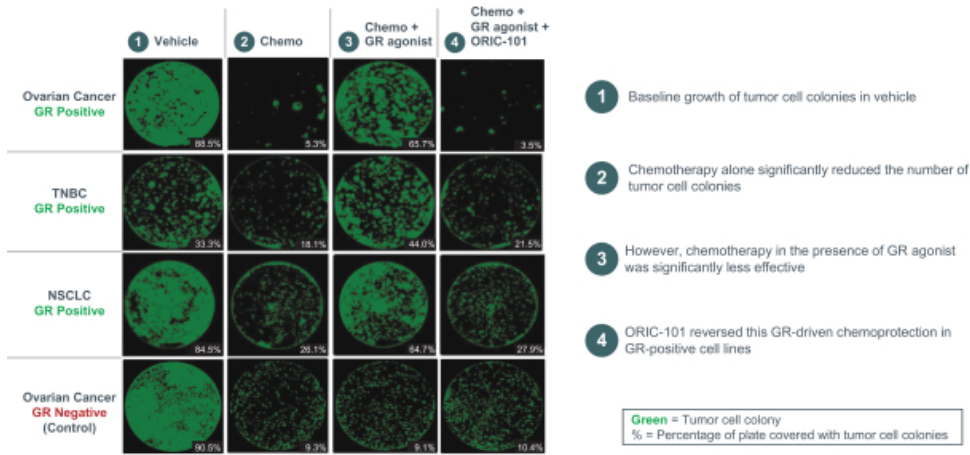 1 Vehicle
2 Chemo
3 Chemo +
GR agonist
4 Chemo +
GR agonist +
ORIC-101
Ovarian Cancer
GR Positive
88.5%
5.3%
65.7%
3.5%
TNBC
GR Positive
33.3%
18.1%
44.0%
21.5%
NSCLC
GR Positive
84.5%
26.1%
64.7%
27.9%
Ovarian Cancer
GR Negative
(Control)
90.5%
9.3%
9.1%
10.4%
1 Baseline growth of tumor cell colonies in vehicle
2 Chemotherapy alone significantly reduced the number of
tumor cell colonies
3 However, chemotherapy in the presence of GR agonist
was significantly less effective
4 ORIC-101 reversed this GR-driven chemoprotection in
GR-positive cell lines
Green = Tumor cell colony
% = Percentage of plate covered with tumor cell colonies